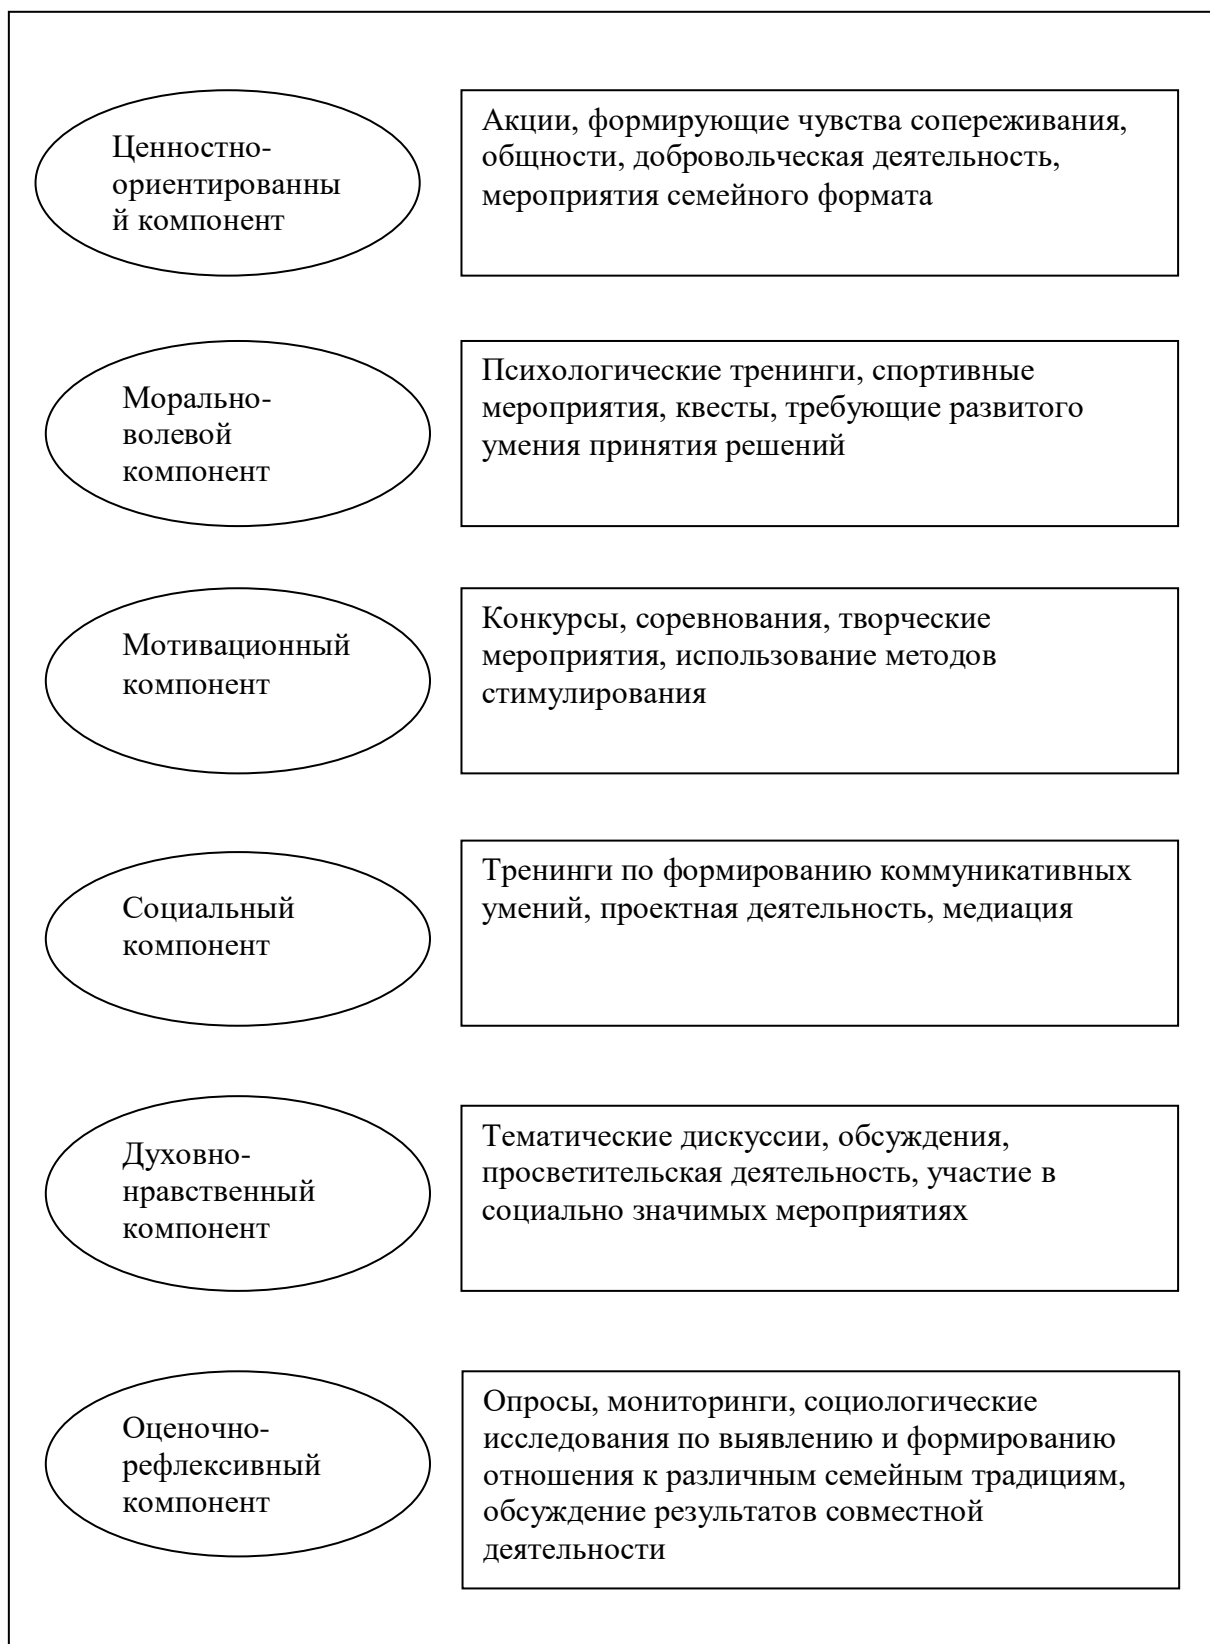 Ценностно-
ориентированны
й компонент
Акции, формирующие чувства сопереживания,
общности, добровольческая деятельность,
мероприятия семейного формата
Морально-
волевой
компонент
Психологические тренинги, спортивные
мероприятия, квесты, требующие развитого
умения принятия решений
Мотивационный
компонент
Конкурсы, соревнования, творческие
мероприятия, использование методов
стимулирования
Социальный
компонент
Тренинги по формированию коммуникативных
умений, проектная деятельность, медиация
Духовно-
нравственный
компонент
Тематические дискуссии, обсуждения,
просветительская деятельность, участие в
социально значимых мероприятиях
Оценочно-
рефлексивный
компонент
Опросы, мониторинги, социологические
исследования по выявлению и формированию
отношения к различным семейным традициям,
обсуждение результатов совместной
деятельности